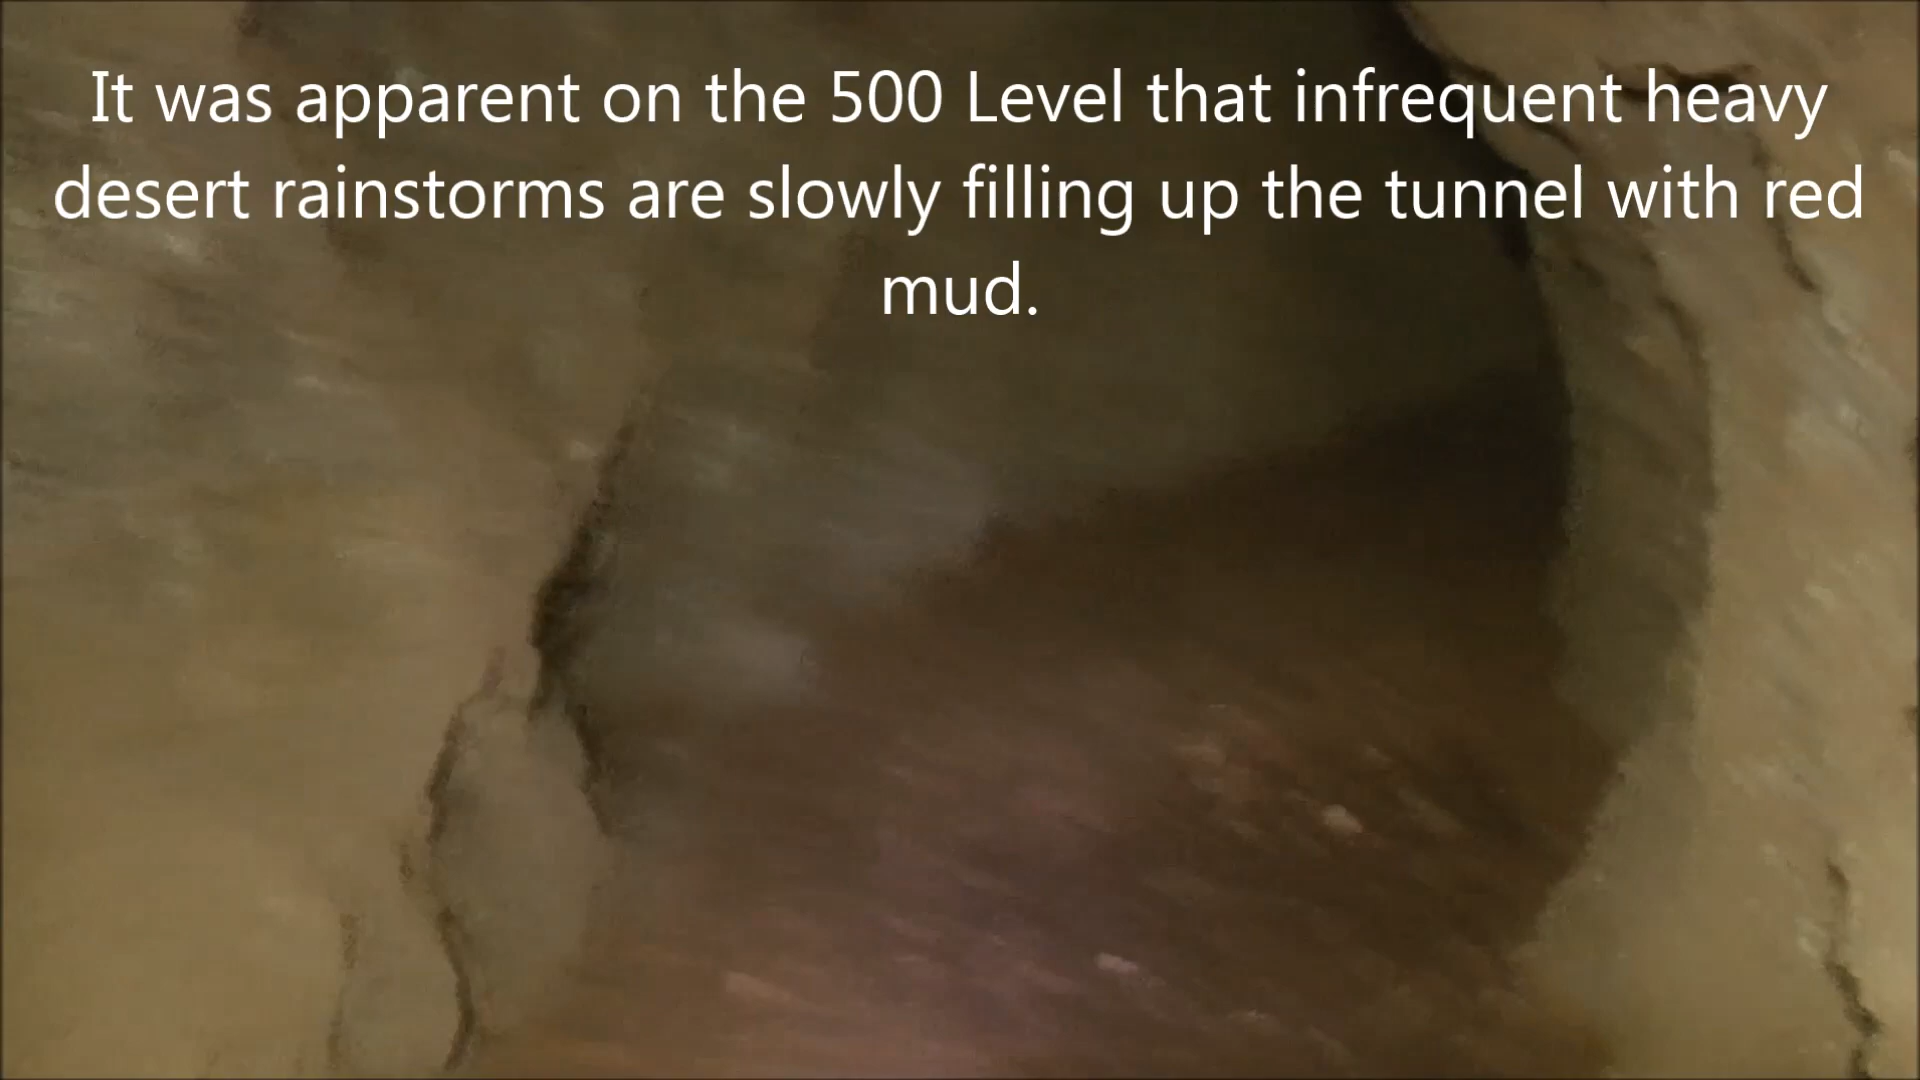 It was apparent on the 500 Level that infrequent heavy
desert rainstorms are slowly filling up the tunnel with red
mud.